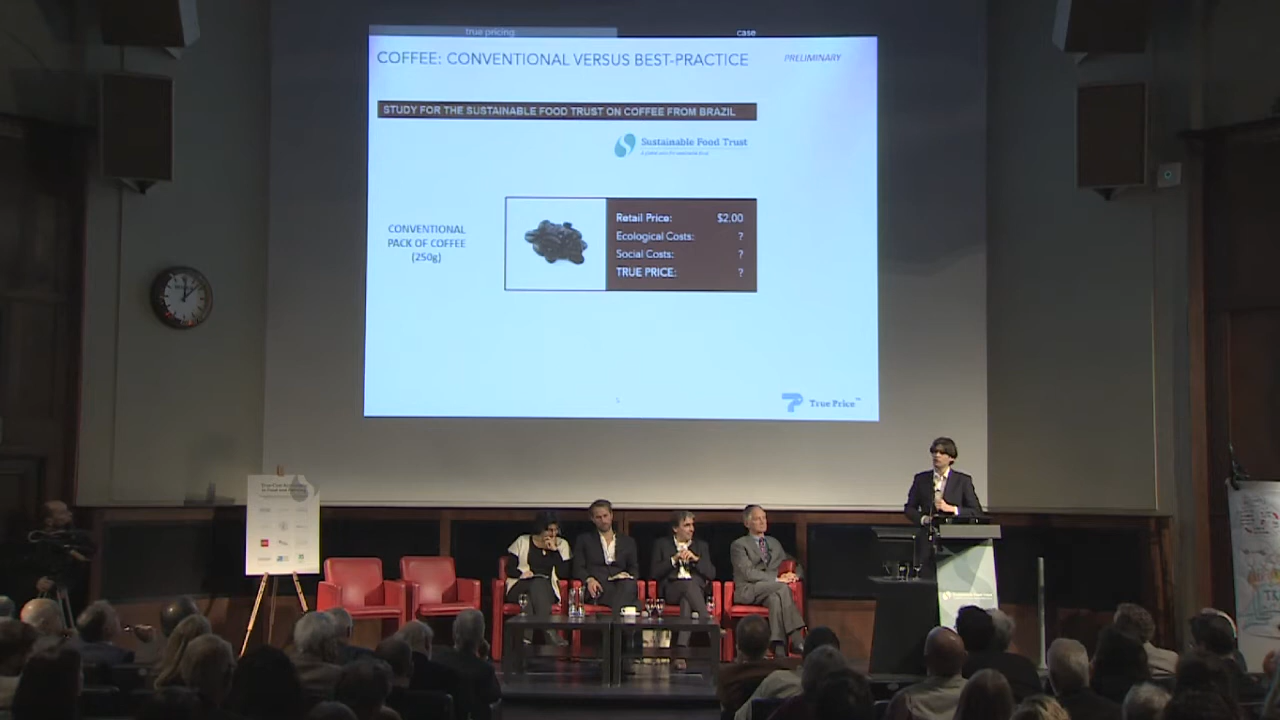 true pricing
case
COFFEE: CONVENTIONAL VERSUS BEST-PRACTICE
PRELIMINARY
STUDY FOR THE SUSTAINABLE FOOD TRUST ON COFFEE FROM BRAZIL
Sustainable Food Trust
CONVENTIONAL
PACK OF COFFEE
(250g)
Retail Price: $2.00
Ecological Costs: ?
Social Costs: ?
TRUE PRICE: ?
5
True Price™